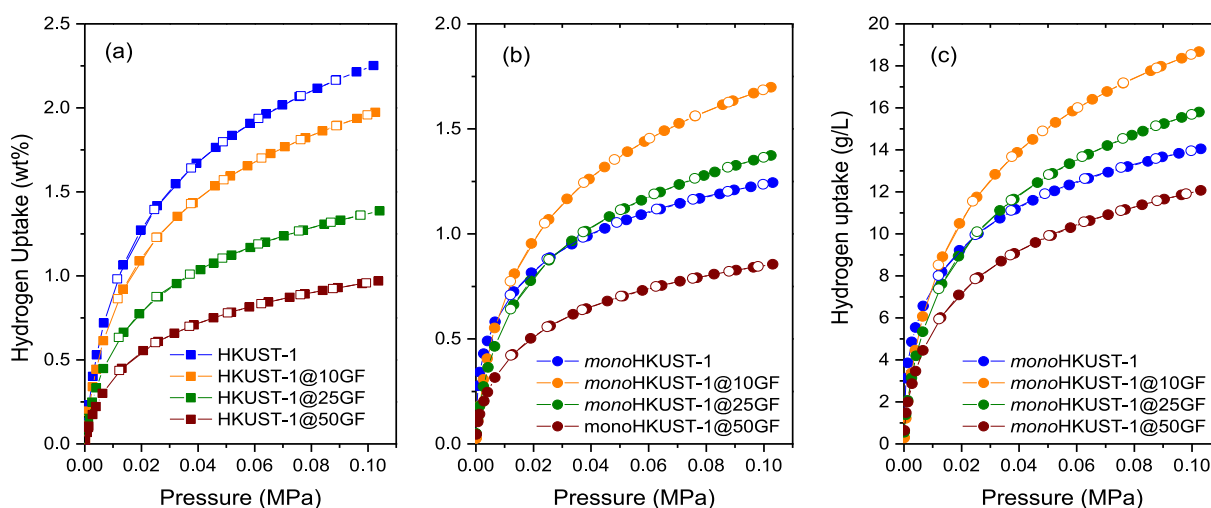 (a)
Hydrogen Uptake (wt%)
2.5
2.0
1.5
1.0
0.5
0.0
HKUST-1
HKUST-1@10GF
HKUST-1@25GF
HKUST-1@50GF
0.00 0.02 0.04 0.06 0.08 0.10
Pressure (MPa)
(b)
2.0
1.5
1.0
0.5
0.0
monoHKUST-1
monoHKUST-1@10GF
monoHKUST-1@25GF
monoHKUST-1@50GF
0.00 0.02 0.04 0.06 0.08 0.10
Pressure (MPa)
(c)
Hydrogen uptake (g/L)
20
18
16
14
12
10
8
6
4
2
0
monoHKUST-1
monoHKUST-1@10GF
monoHKUST-1@25GF
monoHKUST-1@50GF
0.00 0.02 0.04 0.06 0.08 0.10
Pressure (MPa)